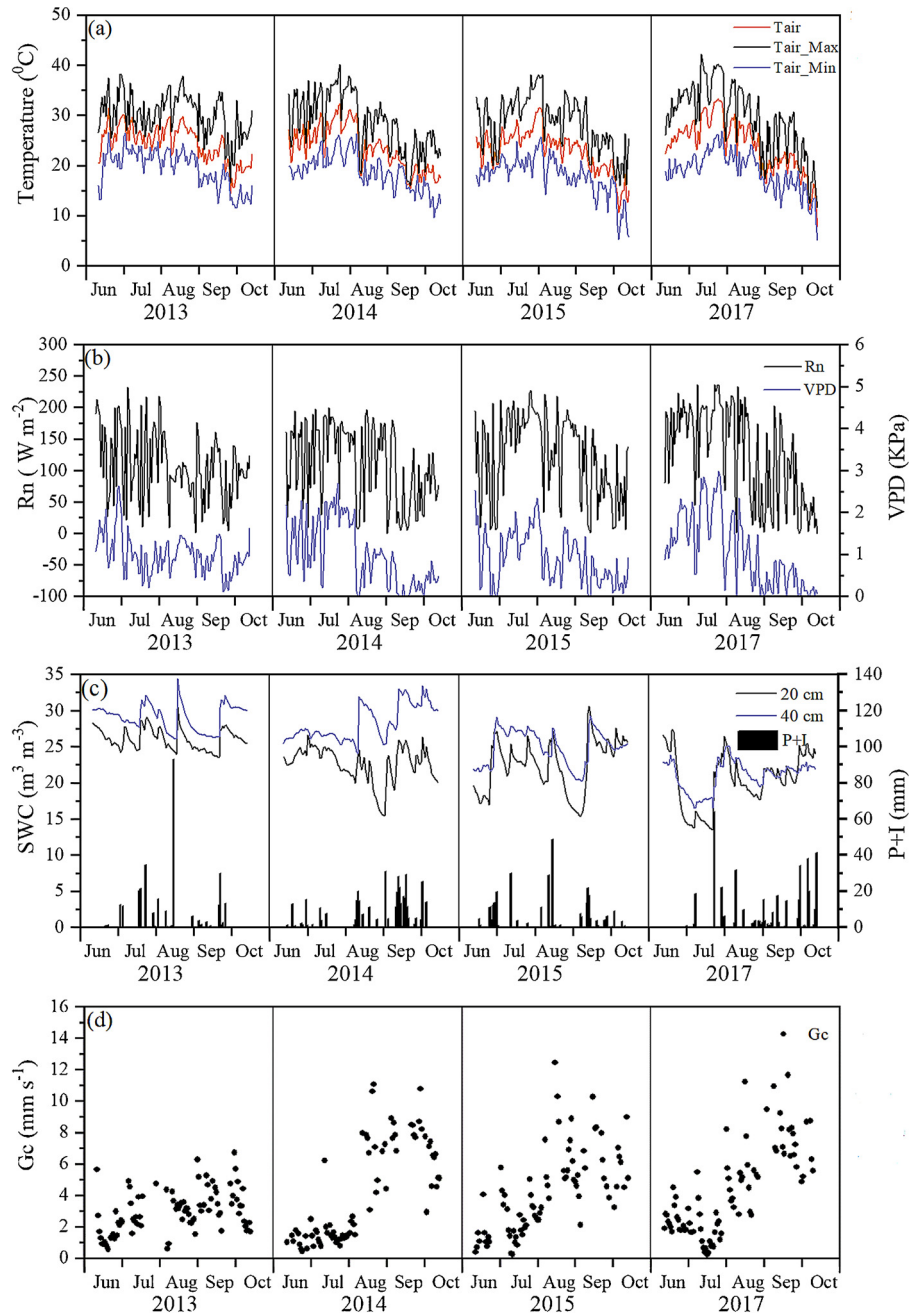 (a)
Tair
Tair_Max
Tair_Min
Temperature (⁰C)
50
40
30
20
10
0
Jun Jul Aug Sep Oct Jun Jul Aug Sep Oct Jun Jul Aug Sep Oct Jun Jul Aug Sep Oct
2013 2014 2015 2017
(b)
Rn
VPD
Rn ( W m⁻²)
300
250
200
150
100
50
0
-50
-100
VPD (KPa)
6
5
4
3
2
1
0
Jun Jul Aug Sep Oct Jun Jul Aug Sep Oct Jun Jul Aug Sep Oct Jun Jul Aug Sep Oct
2013 2014 2015 2017
(c)
20 cm
40 cm
P+I
SWC (m³ m⁻³)
35
30
25
20
15
10
5
0
P+I (mm)
140
120
100
80
60
40
20
0
Jun Jul Aug Sep Oct Jun Jul Aug Sep Oct Jun Jul Aug Sep Oct Jun Jul Aug Sep Oct
2013 2014 2015 2017
(d)
Gc
Gc (mm s⁻¹)
16
14
12
10
8
6
4
2
0
Jun Jul Aug Sep Oct Jun Jul Aug Sep Oct Jun Jul Aug Sep Oct Jun Jul Aug Sep Oct
2013 2014 2015 2017